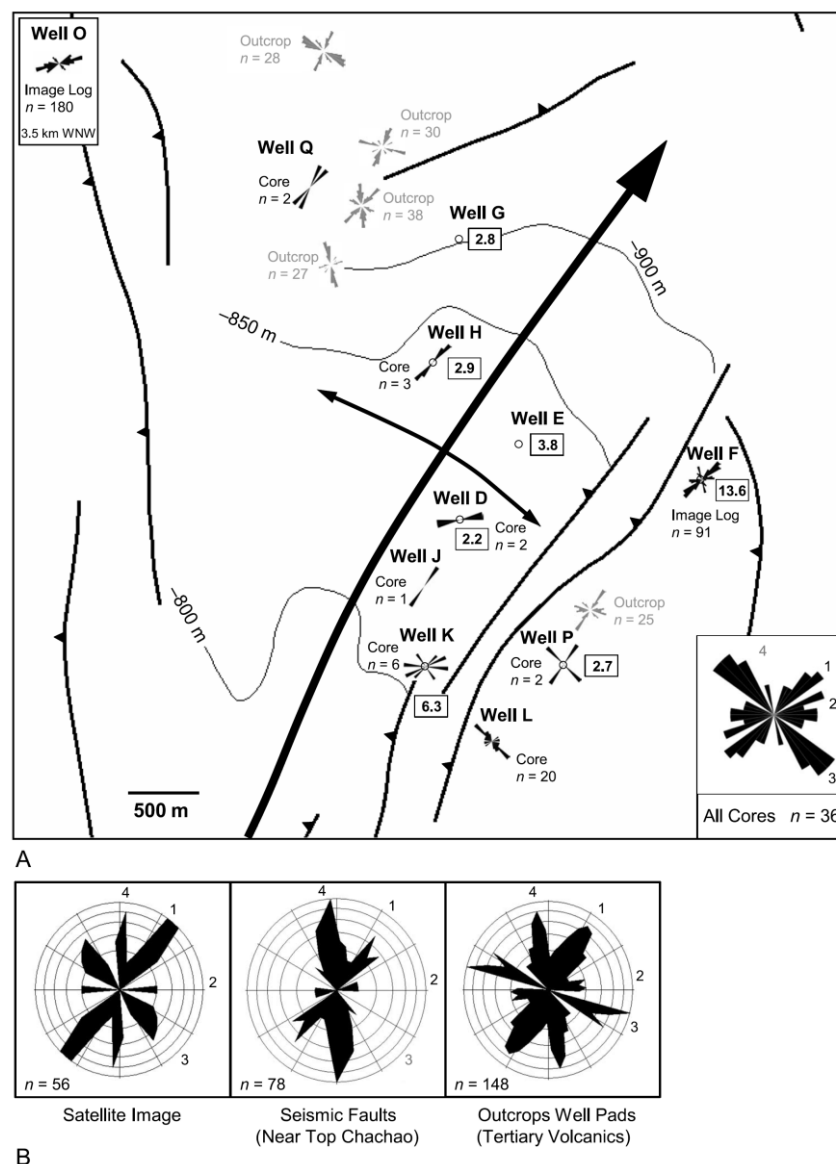 Well O
Image Log
n = 180
3.5 km WNW
Outcrop
n = 28
Outcrop
n = 30
Well Q
Core
n = 2
Outcrop
n = 38
Well G
2.8
Outcrop
n = 27
–900 m
–850 m
Well H
Core
n = 3
2.9
Well E
3.8
Well F
13.6
Image Log
n = 91
Well D
2.2
Core
n = 2
Well J
Core
n = 1
–800 m
Outcrop
n = 25
Well K
Core
n = 6
6.3
Well P
Core
n = 2
2.7
Well L
Core
n = 20
500 m
4
1
2
3
All Cores n = 36
A
4
1
2
3
n = 56
4
1
2
3
n = 78
4
1
2
3
n = 148
Satellite Image
Seismic Faults
(Near Top Chachao)
Outcrops Well Pads
(Tertiary Volcanics)
B